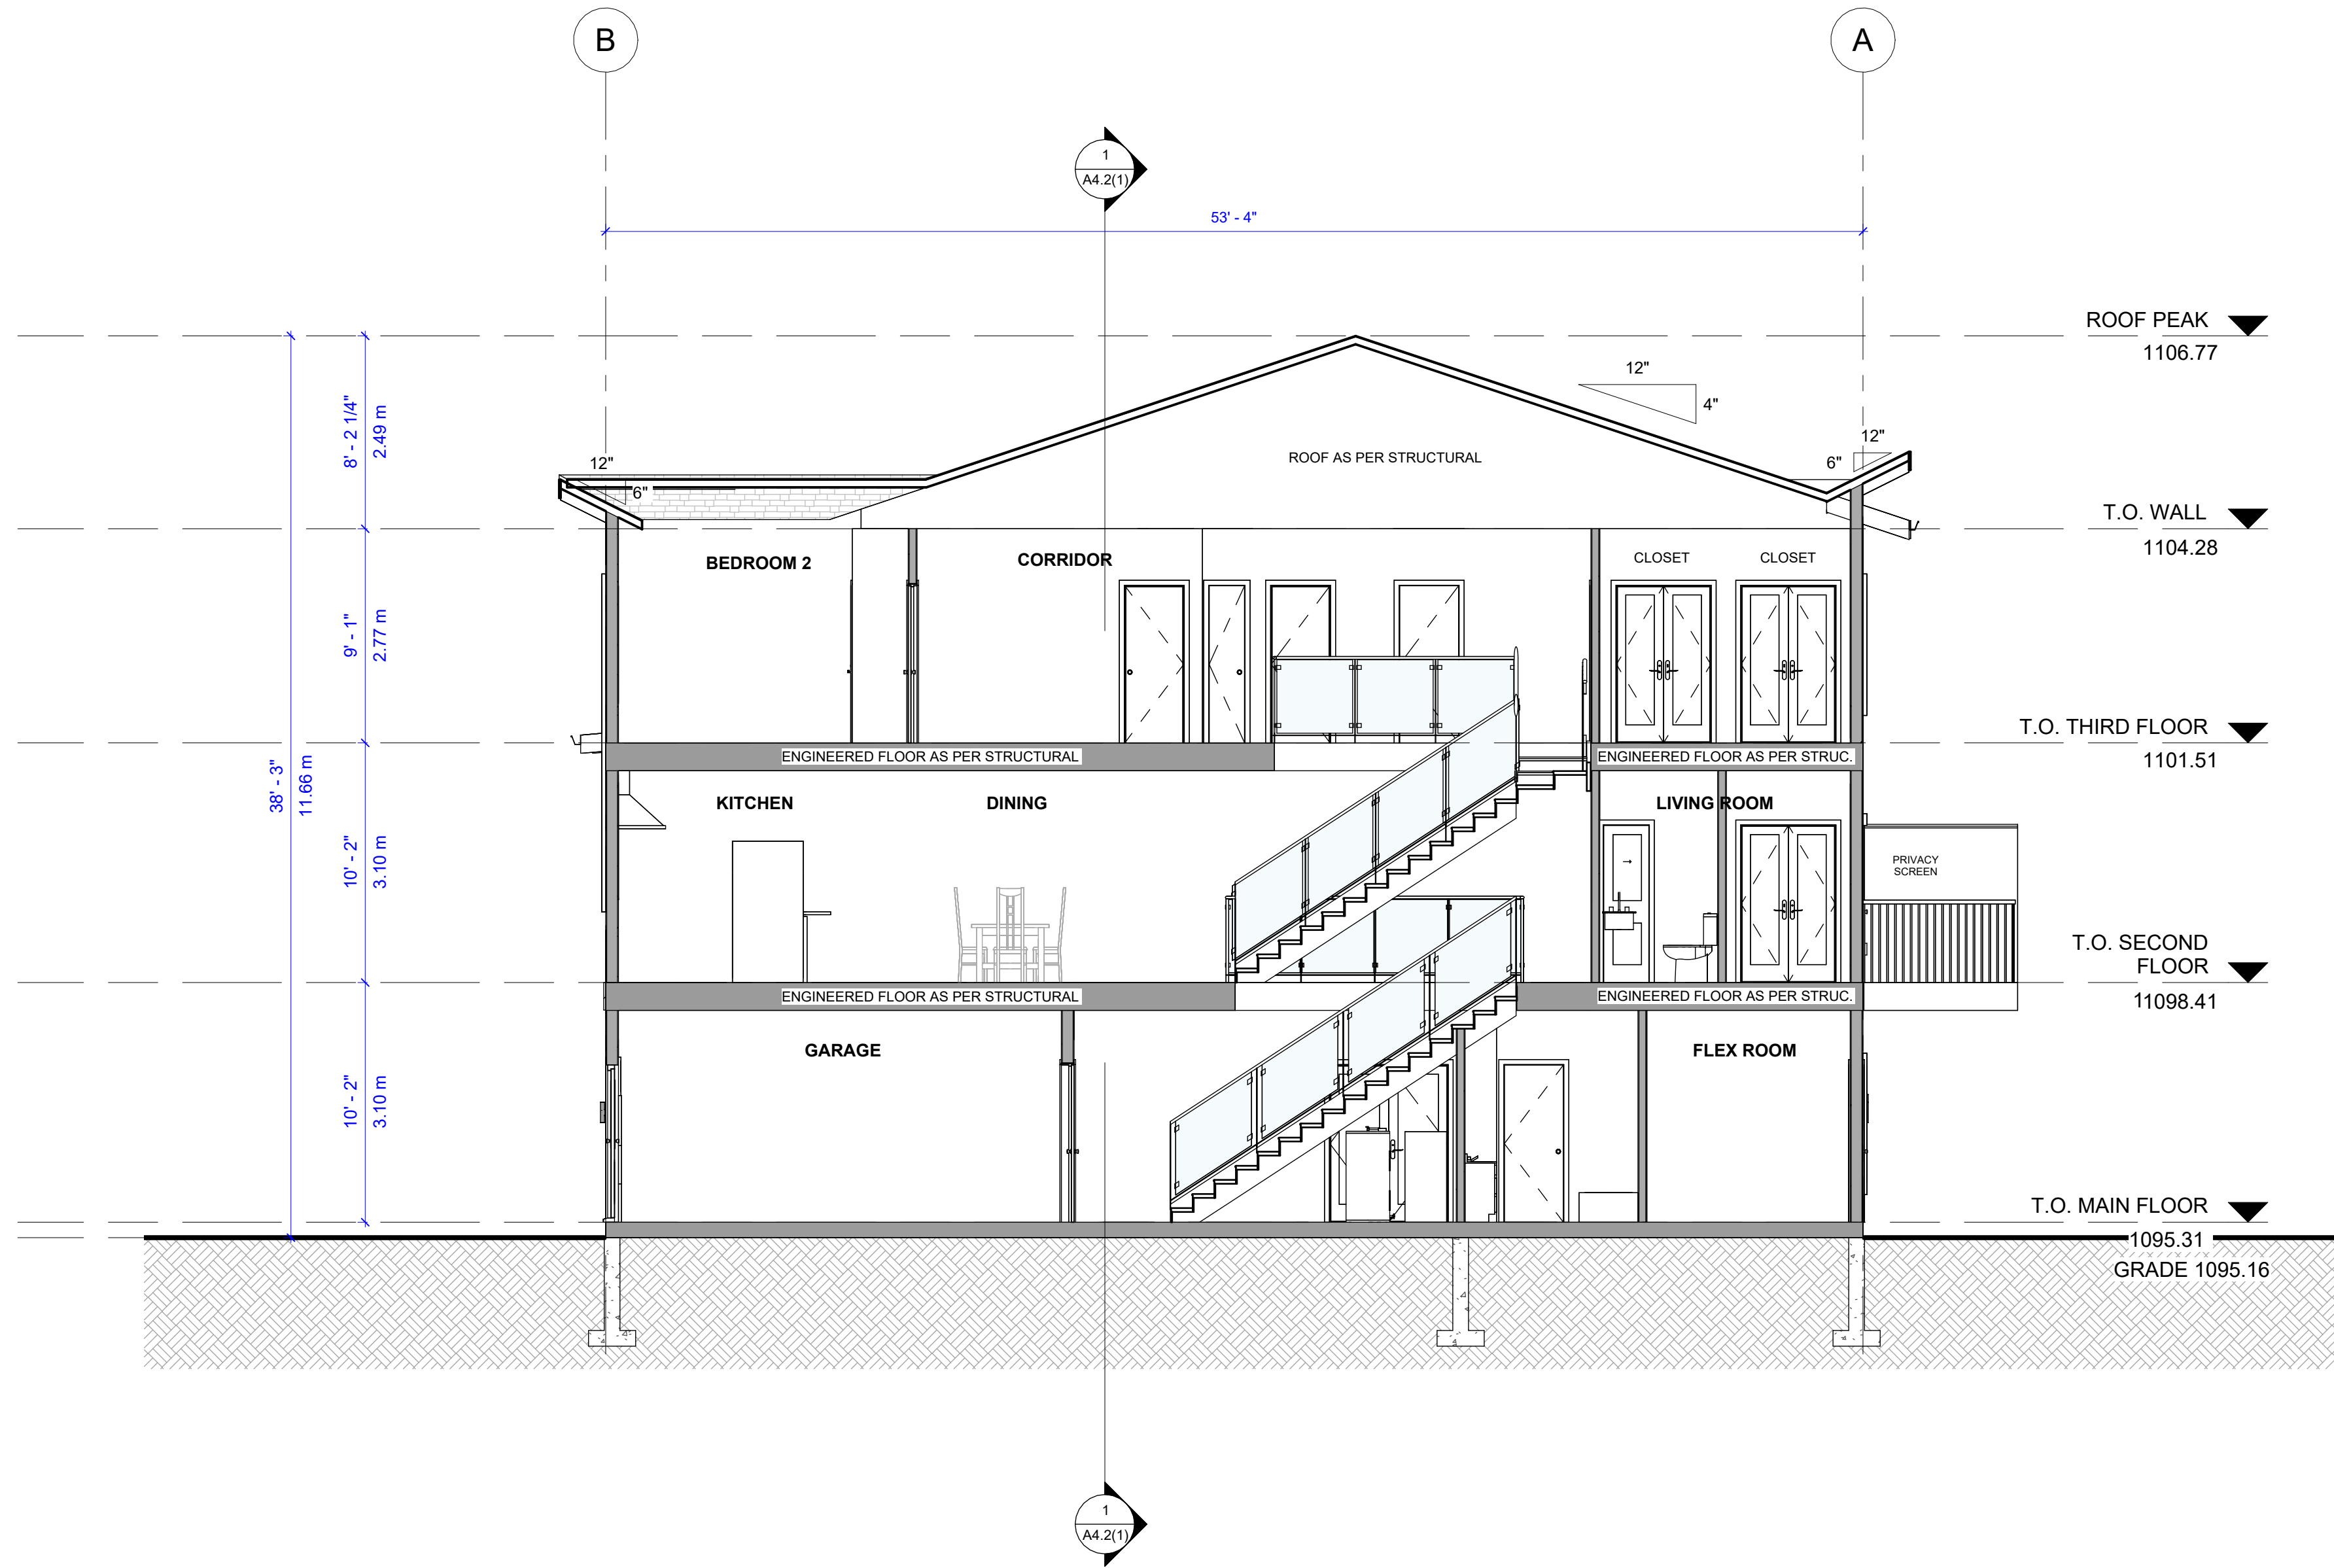 B
A
1
A4.2(1)
53' - 4"
ROOF PEAK
1106.77
12"
4"
8' - 2 1/4"
2.49 m
12"
6"
ROOF AS PER STRUCTURAL
12"
6"
T.O. WALL
1104.28
BEDROOM 2
CORRIDOR
CLOSET
CLOSET
9' - 1"
2.77 m
T.O. THIRD FLOOR
1101.51
ENGINEERED FLOOR AS PER STRUCTURAL
ENGINEERED FLOOR AS PER STRUC.
38' - 3"
11.66 m
KITCHEN
DINING
LIVING ROOM
10' - 2"
3.10 m
PRIVACY
SCREEN
T.O. SECOND
FLOOR
11098.41
ENGINEERED FLOOR AS PER STRUCTURAL
ENGINEERED FLOOR AS PER STRUC.
GARAGE
FLEX ROOM
10' - 2"
3.10 m
T.O. MAIN FLOOR
1095.31
GRADE 1095.16
1
A4.2(1)